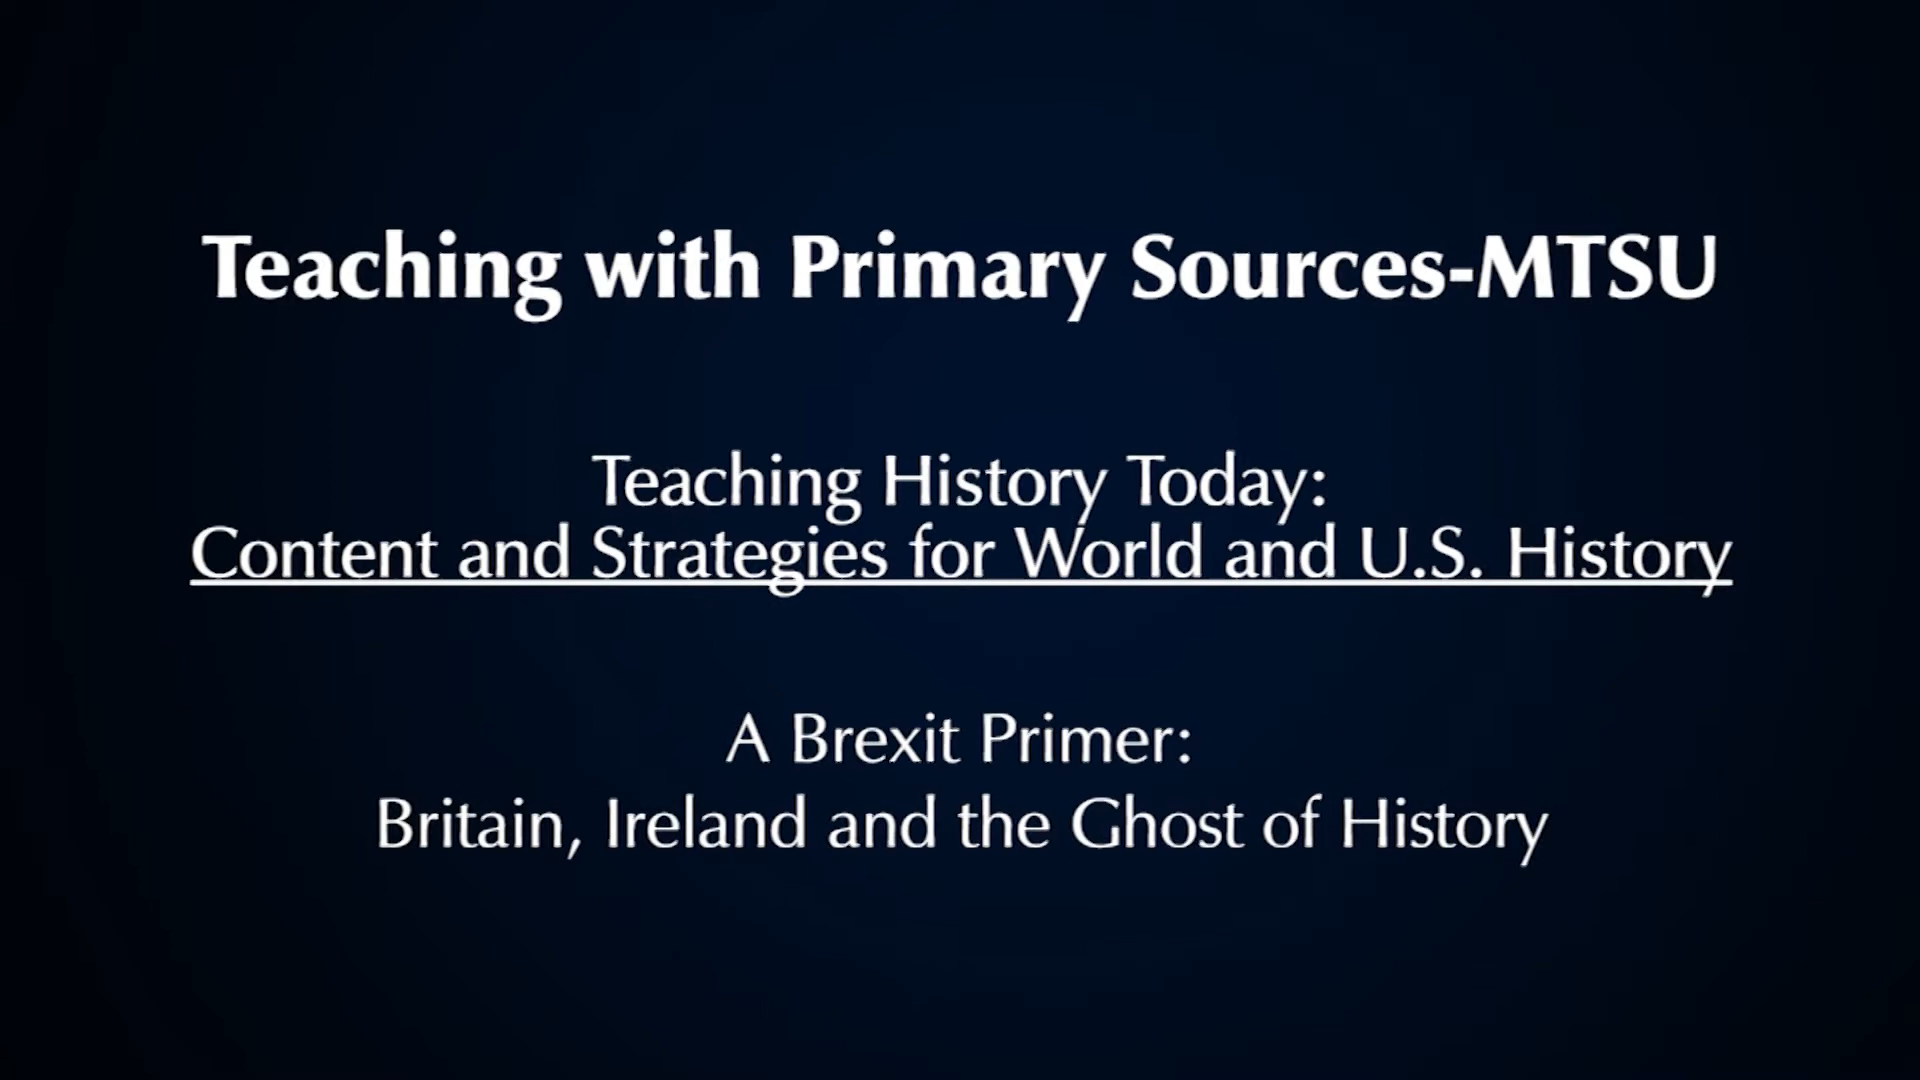 Teaching with Primary Sources-MTSU
Teaching History Today:
Content and Strategies for World and U.S. History
A Brexit Primer:
Britain, Ireland and the Ghost of History